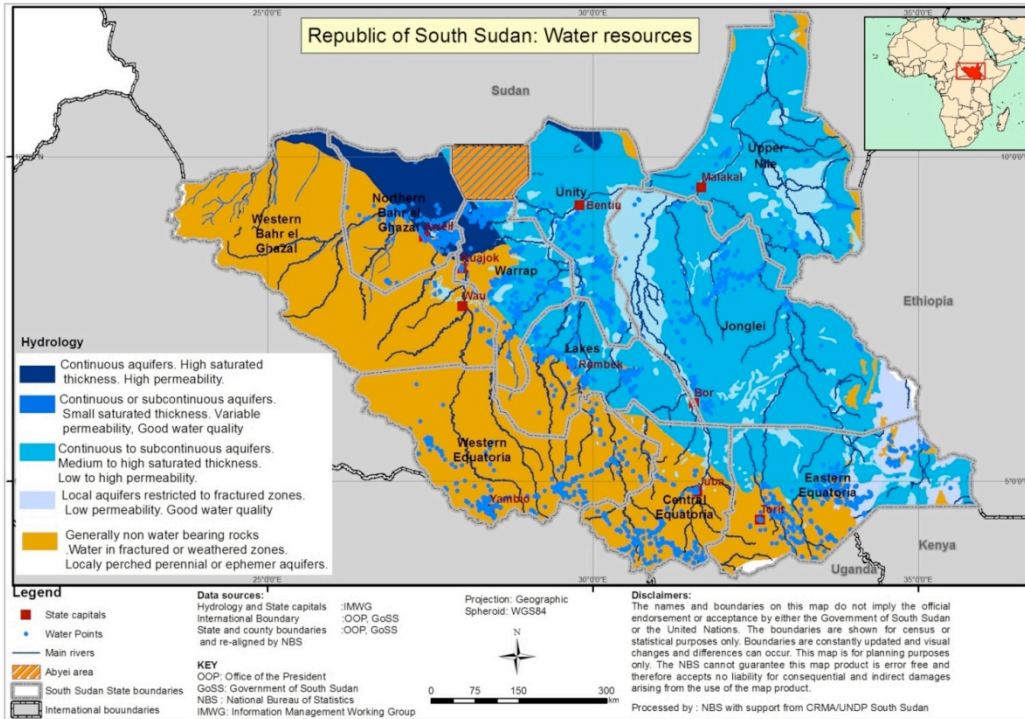 25°0'0"E
30°0'0"E
35°0'0"E
Republic of South Sudan: Water resources
Sudan
10°0'0"N
10°0'0"N
Upper
Nile
Malakal
Unity
Bentiu
Northern
Bahr el
Ghazal
Aweil
Western
Bahr el
Ghazal
Kuajok
Warrap
Wau
Ethiopia
Jonglei
Lakes
Rumbek
Bor
Western
Equatoria
Yambio
Central
Equatoria
Juba
Eastern
Equatoria
Torit
5°0'0"N
Kenya
Uganda
Hydrology
Continuous aquifers. High saturated
thickness. High permeability.
Continuous or subcontinuous aquifers.
Small saturated thickness. Variable
permeability, Good water quality
Continuous to subcontinuous aquifers.
Medium to high saturated thickness.
Low to high permeability.
Local aquifers restricted to fractured zones.
Low permeability. Good water quality
Generally non water bearing rocks
.Water in fractured or weathered zones.
Localy perched perennial or ephemer aquifers.
25°0'0"E
30°0'0"E
35°0'0"E
Legend
State capitals
Water Points
Main rivers
Abyei area
South Sudan State boundaries
International boundaries
Data sources:
Hydrology and State capitals :IMWG
International Boundary :OOP, GoSS
State and county boundaries :OOP, GoSS
and re-aligned by NBS
KEY
OOP: Office of the President
GoSS: Government of South Sudan
NBS : National Bureau of Statistics
IMWG: Information Management Working Group
Projection: Geographic
Spheroid: WGS84
N
0 75 150 300
km
Disclaimers:
The names and boundaries on this map do not imply the official
endorsement or acceptance by either the Government of South Sudan
or the United Nations. The boundaries are shown for census or
statistical purposes only. Boundaries are constantly updated and visual
changes and differences can occur. This map is for planning purposes
only. The NBS cannot guarantee this map product is error free and
therefore accepts no liability for consequential and indirect damages
arising from the use of the map product.
Processed by : NBS with support from CRMA/UNDP South Sudan